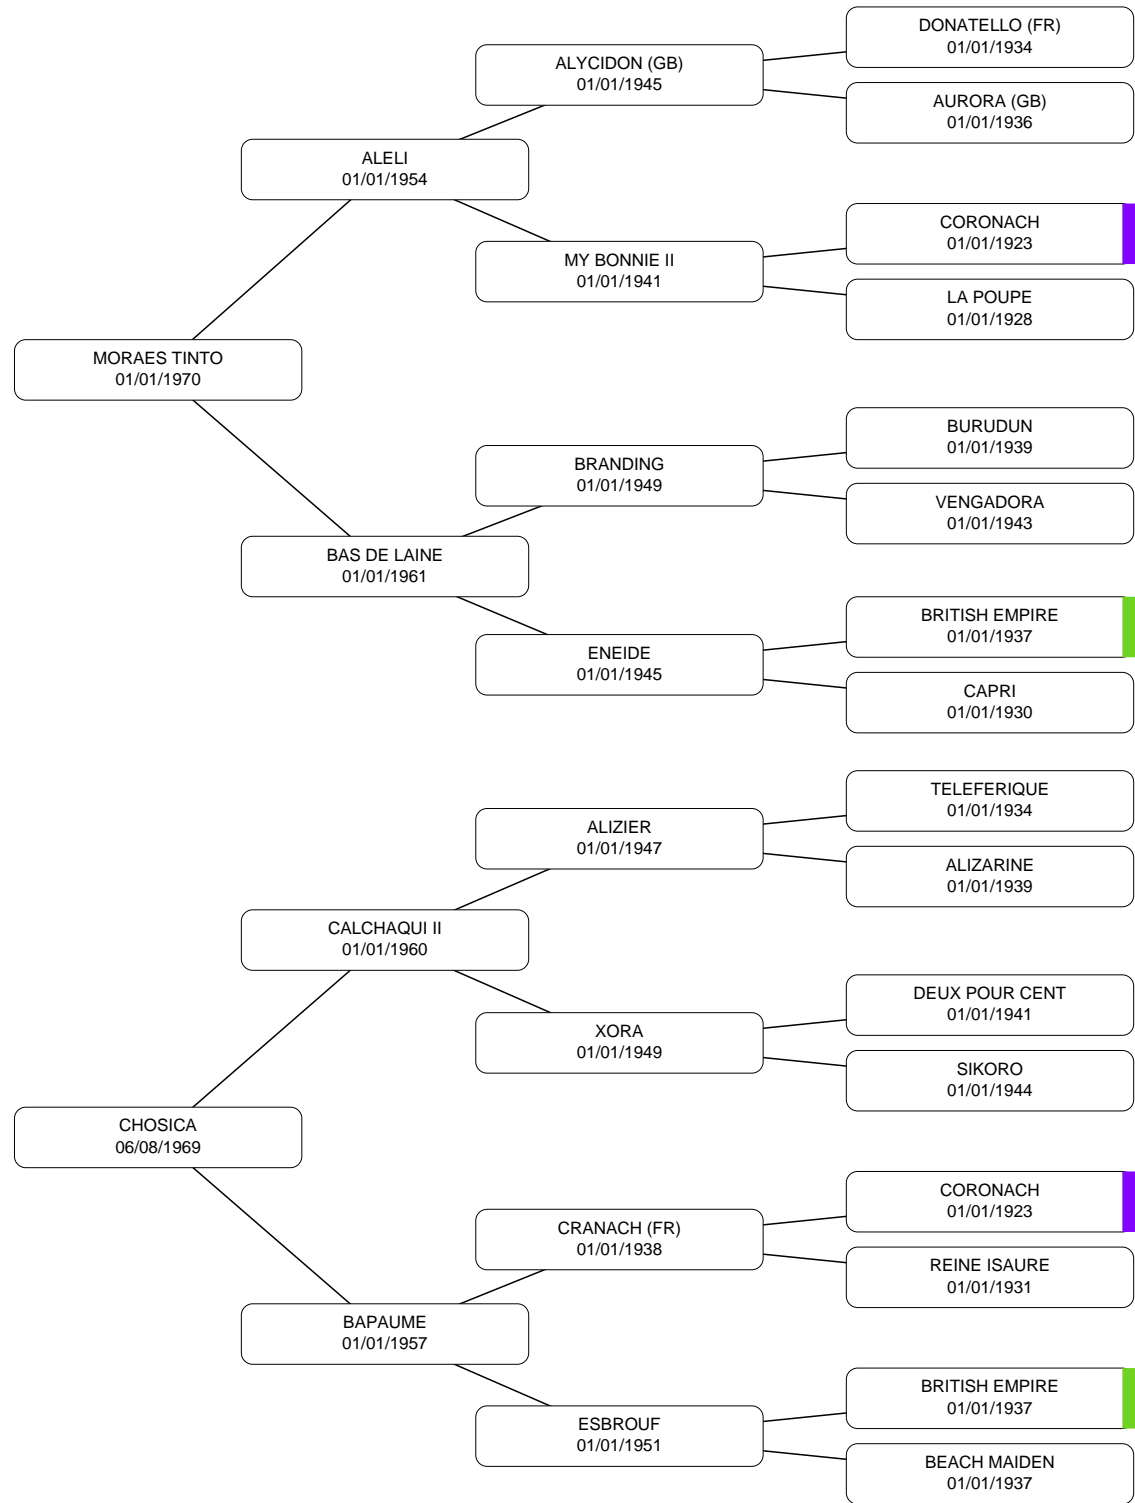 DONATELLO (FR)
01/01/1934
ALYCIDON (GB)
01/01/1945
AURORA (GB)
01/01/1936
ALELI
01/01/1954
CORONACH
01/01/1923
MY BONNIE II
01/01/1941
LA POUPE
01/01/1928
MORAES TINTO
01/01/1970
BURUDUN
01/01/1939
BRANDING
01/01/1949
VENGADORA
01/01/1943
BAS DE LAINE
01/01/1961
BRITISH EMPIRE
01/01/1937
ENEIDE
01/01/1945
CAPRI
01/01/1930
TELEFERIQUE
01/01/1934
ALIZIER
01/01/1947
ALIZARINE
01/01/1939
CALCHAQUI II
01/01/1960
DEUX POUR CENT
01/01/1941
XORA
01/01/1949
SIKORO
01/01/1944
CHOSICA
06/08/1969
CORONACH
01/01/1923
CRANACH (FR)
01/01/1938
REINE ISAURE
01/01/1931
BAPAUME
01/01/1957
BRITISH EMPIRE
01/01/1937
ESBROUF
01/01/1951
BEACH MAIDEN
01/01/1937